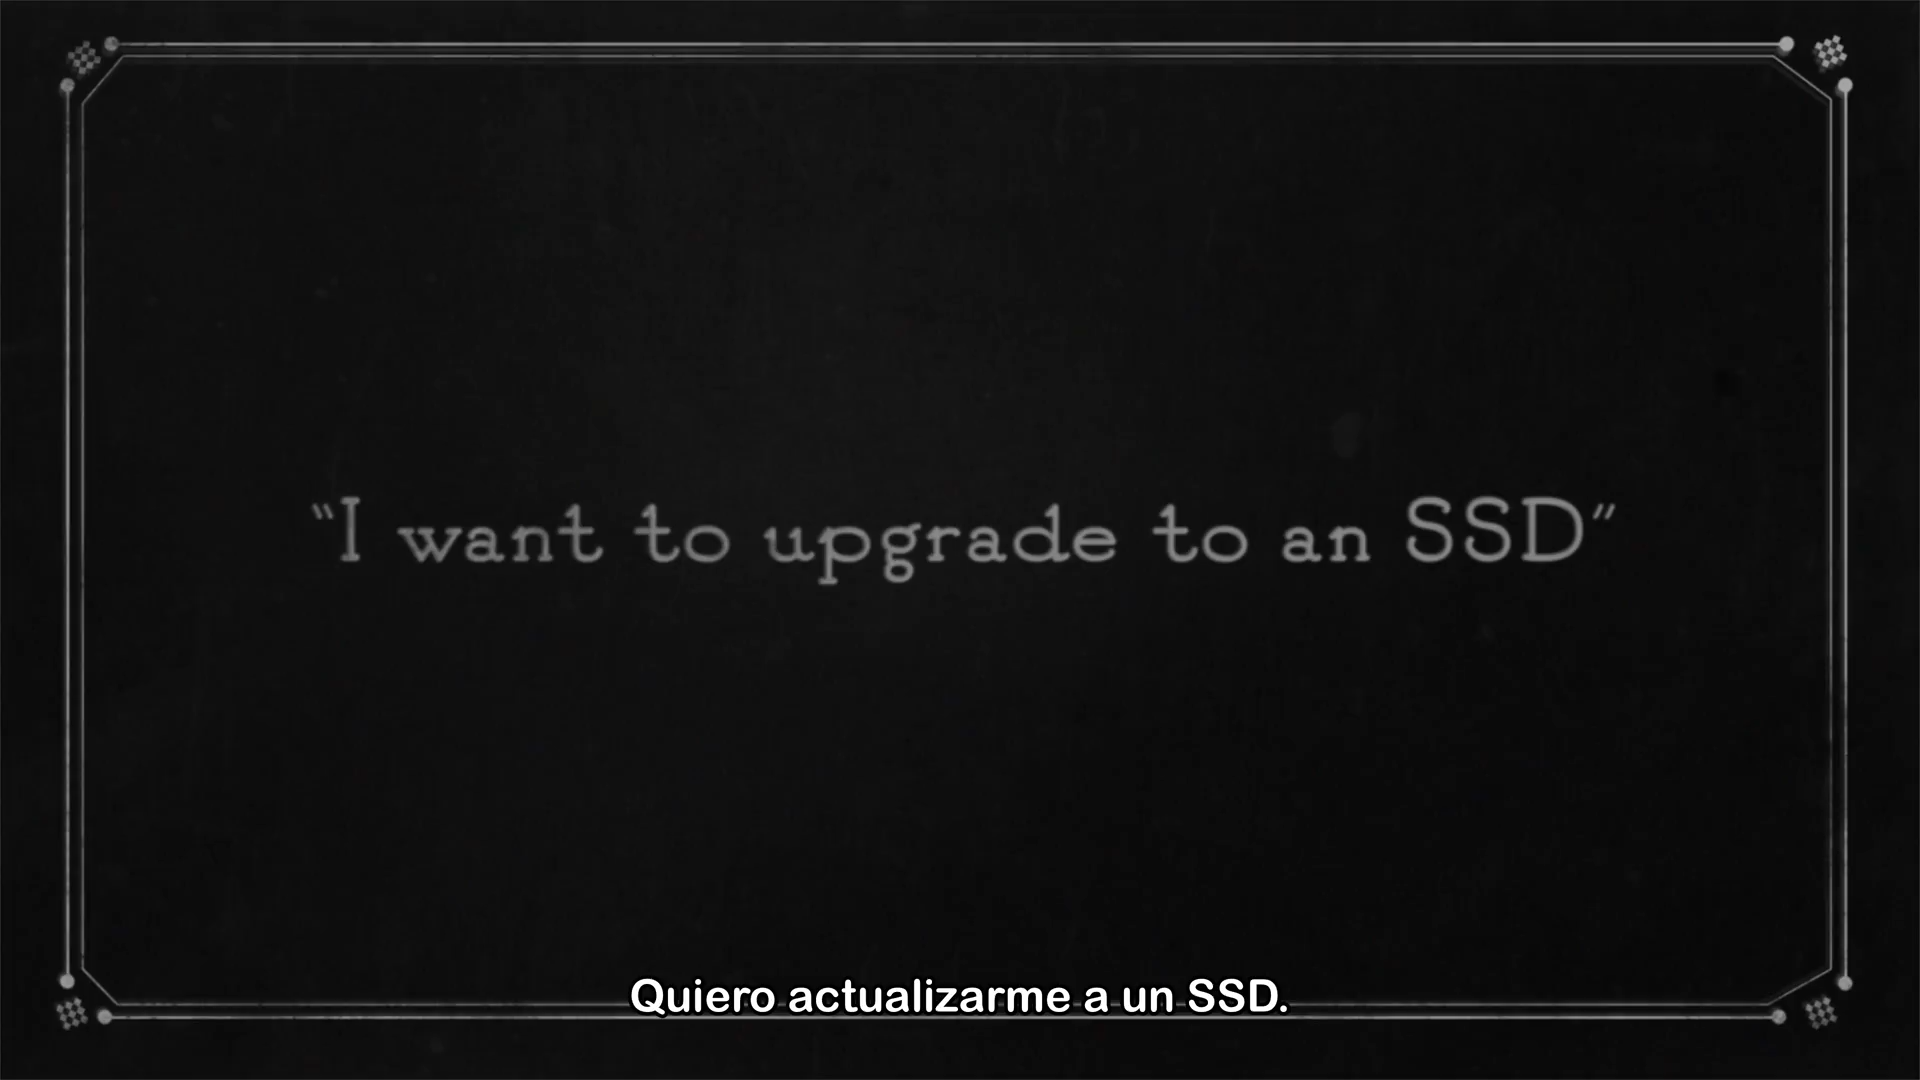 “I want to upgrade to an SSD”
Quiero actualizarme a un SSD.